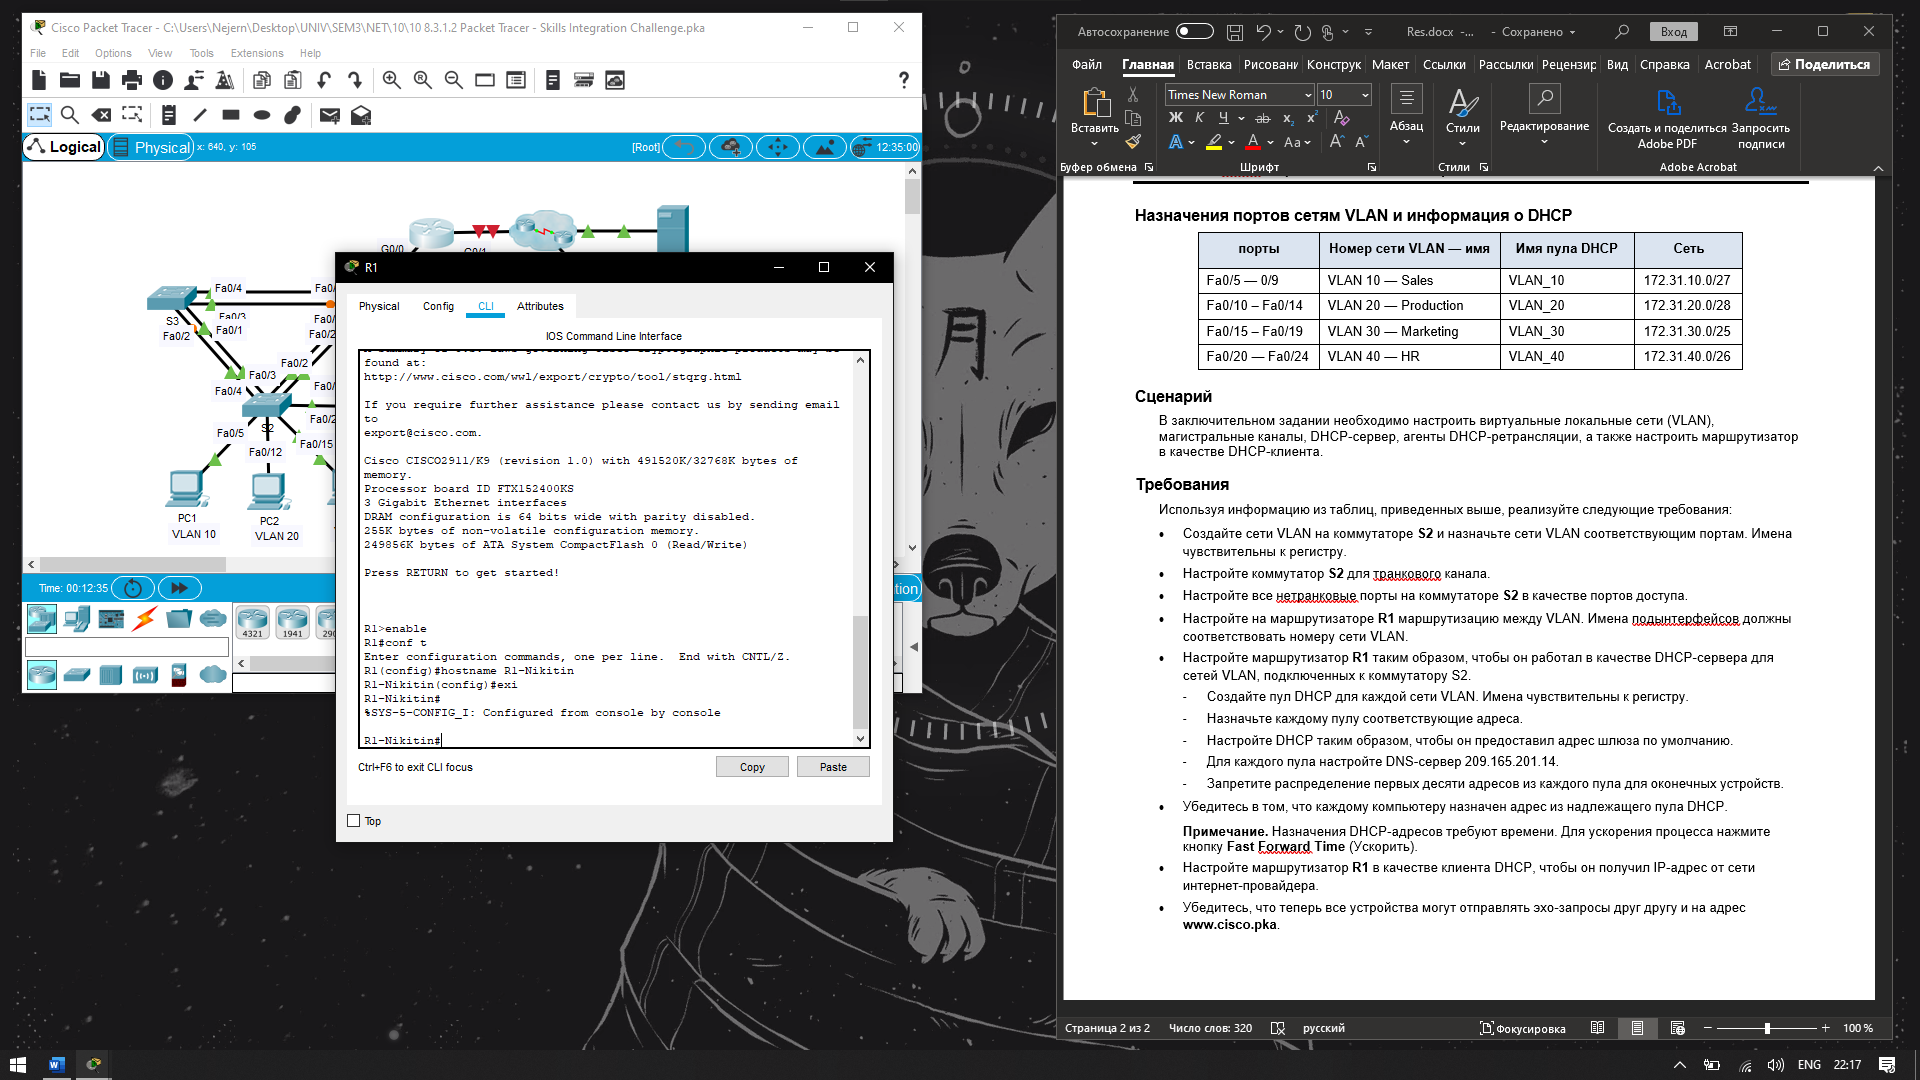 Cisco Packet Tracer - C:\Users\Nejern\Desktop\UNIV\SEM3\NET\10\10 8.3.1.2 Packet Tracer - Skills Integration Challenge.pka
File Edit Options View Tools Extensions Help
Logical Physical x: 640, y: 105 [Root] 12:35:00
G0/0
Fa0/4
Fa0/3
S3
Fa0/2
Fa0/1
Fa0/2
Fa0/3
Fa0/4
S2
Fa0/5
Fa0/15
Fa0/12
PC1
VLAN 10
PC2
VLAN 20
Time: 00:12:35
4321 1941
R1
Physical Config CLI Attributes
IOS Command Line Interface
found at:
http://www.cisco.com/wwl/export/crypto/tool/stqrg.html
If you require further assistance please contact us by sending email
to
export@cisco.com.
Cisco CISCO2911/K9 (revision 1.0) with 491520K/32768K bytes of
memory.
Processor board ID FTX152400KS
3 Gigabit Ethernet interfaces
DRAM configuration is 64 bits wide with parity disabled.
255K bytes of non-volatile configuration memory.
249856K bytes of ATA System CompactFlash 0 (Read/Write)
Press RETURN to get started!
R1>enable
R1#conf t
Enter configuration commands, one per line.  End with CNTL/Z.
R1(config)#hostname R1-Nikitin
R1-Nikitin(config)#exi
R1-Nikitin#
%SYS-5-CONFIG_I: Configured from console by console
R1-Nikitin#
Ctrl+F6 to exit CLI focus Copy Paste
Top
月
Автосохранение Res.docx -... - Сохранено Вход
Файл Главная Вставка Рисовани Конструк Макет Ссылки Рассылки Рецензир Вид Справка Acrobat Поделиться
Times New Roman 10
Вставить
Ж К Ч ab x₂ x²
Aa
Абзац Стили Редактирование
Создать и поделиться Adobe PDF
Запросить подписи
Буфер обмена Шрифт Стили Adobe Acrobat
Назначения портов сетям VLAN и информация о DHCP
порты Номер сети VLAN — имя Имя пула DHCP Сеть
Fa0/5 — 0/9 VLAN 10 — Sales VLAN_10 172.31.10.0/27
Fa0/10 – Fa0/14 VLAN 20 — Production VLAN_20 172.31.20.0/28
Fa0/15 – Fa0/19 VLAN 30 — Marketing VLAN_30 172.31.30.0/25
Fa0/20 — Fa0/24 VLAN 40 — HR VLAN_40 172.31.40.0/26
Сценарий
В заключительном задании необходимо настроить виртуальные локальные сети (VLAN),
магистральные каналы, DHCP-сервер, агенты DHCP-ретрансляции, а также настроить маршрутизатор
в качестве DHCP-клиента.
Требования
Используя информацию из таблиц, приведенных выше, реализуйте следующие требования:
• Создайте сети VLAN на коммутаторе S2 и назначьте сети VLAN соответствующим портам. Имена
чувствительны к регистру.
• Настройте коммутатор S2 для транкового канала.
• Настройте все нетранковые порты на коммутаторе S2 в качестве портов доступа.
• Настройте на маршрутизаторе R1 маршрутизацию между VLAN. Имена подынтерфейсов должны
соответствовать номеру сети VLAN.
• Настройте маршрутизатор R1 таким образом, чтобы он работал в качестве DHCP-сервера для
сетей VLAN, подключенных к коммутатору S2.
- Создайте пул DHCP для каждой сети VLAN. Имена чувствительны к регистру.
- Назначьте каждому пулу соответствующие адреса.
- Настройте DHCP таким образом, чтобы он предоставил адрес шлюза по умолчанию.
- Для каждого пула настройте DNS-сервер 209.165.201.14.
- Запретите распределение первых десяти адресов из каждого пула для оконечных устройств.
• Убедитесь в том, что каждому компьютеру назначен адрес из надлежащего пула DHCP.
Примечание. Назначения DHCP-адресов требуют времени. Для ускорения процесса нажмите
кнопку Fast Forward Time (Ускорить).
• Настройте маршрутизатор R1 в качестве клиента DHCP, чтобы он получил IP-адрес от сети
интернет-провайдера.
• Убедитесь, что теперь все устройства могут отправлять эхо-запросы друг другу и на адрес
www.cisco.pka.
Страница 2 из 2 Число слов: 320 русский Фокусировка 100 %
ENG 22:17